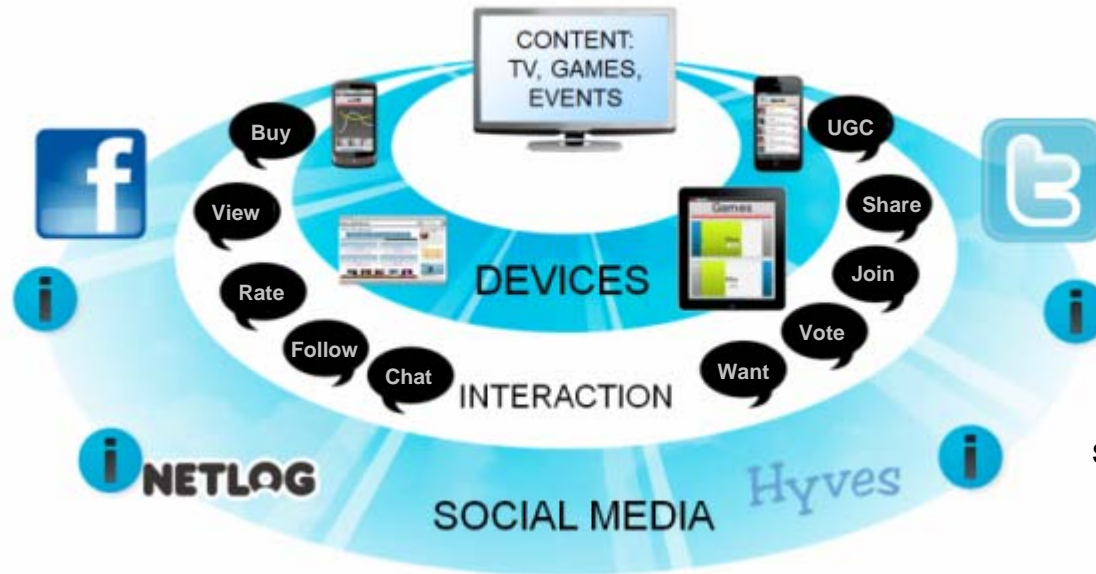 CONTENT:
TV, GAMES,
EVENTS
Buy
UGC
f
View
Share
t
Games
Rate
Join
DEVICES
i
i
Follow
Vote
Chat
Want
INTERACTION
i
NETLOG
Hyves
i
s
SOCIAL MEDIA